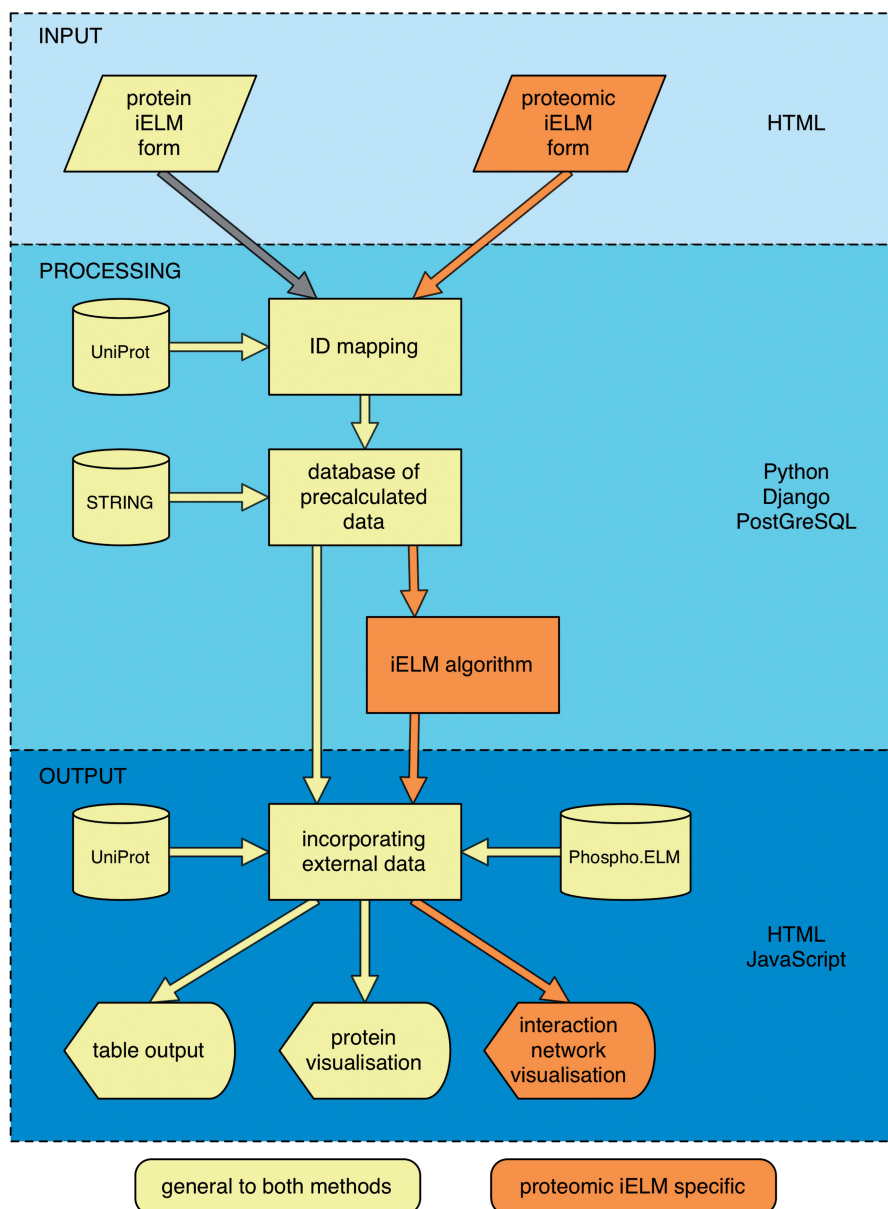 INPUT
protein
iELM
form
proteomic
iELM
form
HTML
PROCESSING
UniProt
ID mapping
STRING
database of
precalculated
data
Python
Django
PostGreSQL
iELM algorithm
OUTPUT
UniProt
incorporating
external data
Phospho.ELM
HTML
JavaScript
table output
protein
visualisation
interaction
network
visualisation
general to both methods
proteomic iELM specific